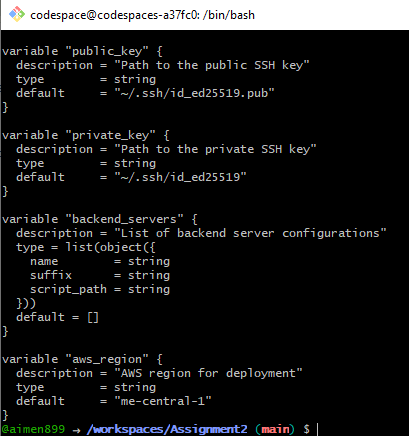 codespace@codespaces-a37fc0: /bin/bash
variable "public_key" {
  description = "Path to the public SSH key"
  type        = string
  default     = "~/.ssh/id_ed25519.pub"
}
variable "private_key" {
  description = "Path to the private SSH key"
  type        = string
  default     = "~/.ssh/id_ed25519"
}
variable "backend_servers" {
  description = "List of backend server configurations"
  type = list(object({
    name        = string
    suffix      = string
    script_path = string
  }))
  default = []
}
variable "aws_region" {
  description = "AWS region for deployment"
  type        = string
  default     = "me-central-1"
}
@aimen899 → /workspaces/Assignment2 (main) $